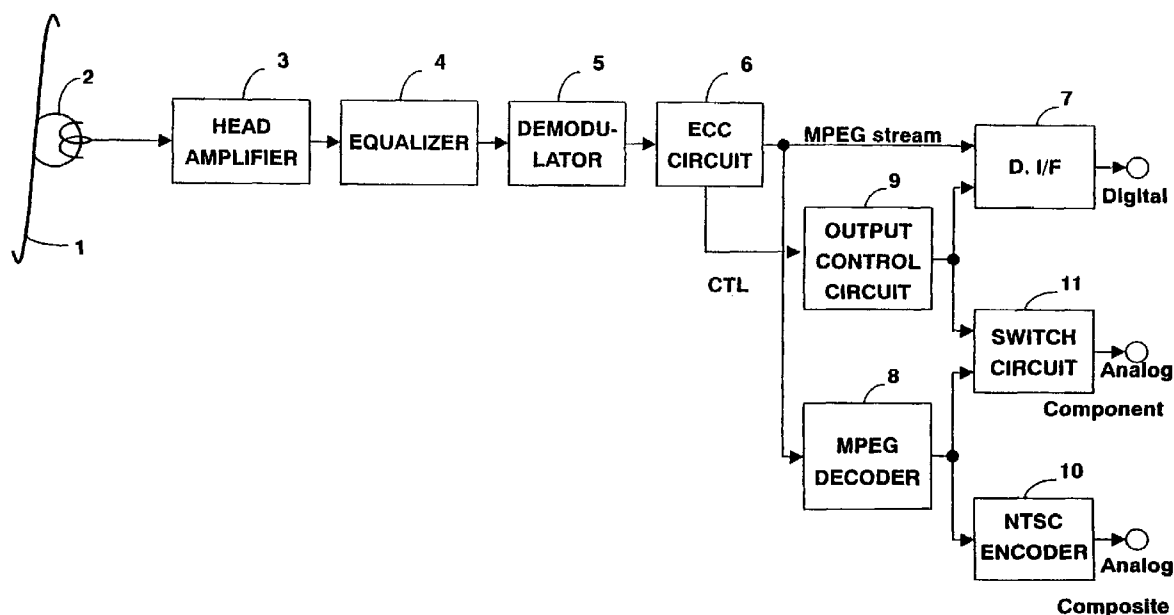 1
2
3
HEAD
AMPLIFIER
4
EQUALIZER
5
DEMODU-
LATOR
6
ECC
CIRCUIT
MPEG stream
7
D. I/F
Digital
CTL
9
OUTPUT
CONTROL
CIRCUIT
11
SWITCH
CIRCUIT
Analog
Component
8
MPEG
DECODER
10
NTSC
ENCODER
Analog
Composite